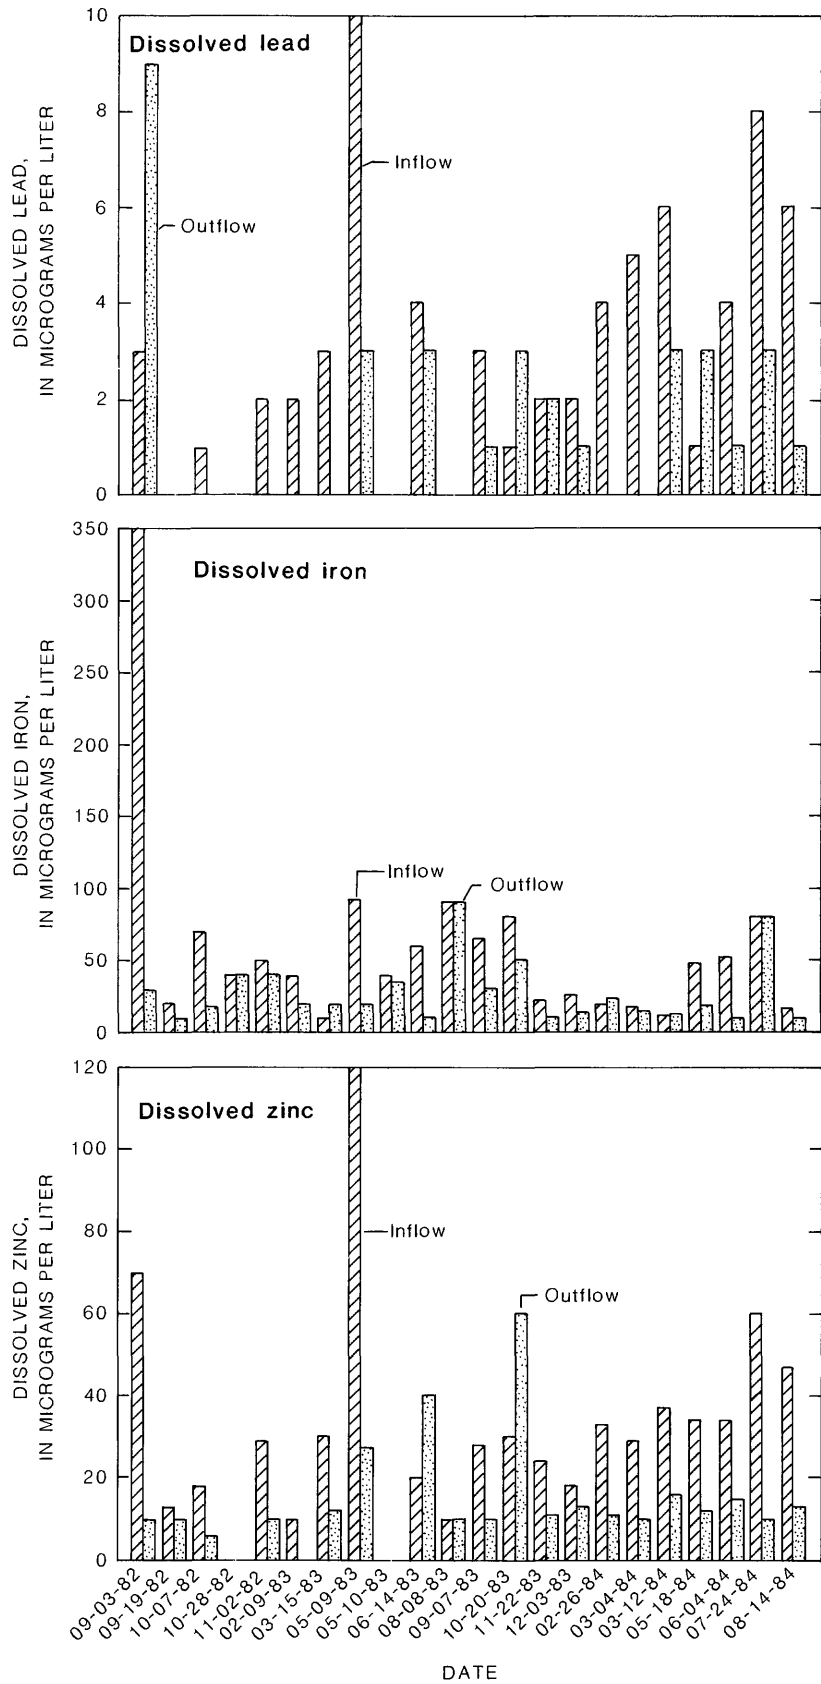 Dissolved lead
DISSOLVED LEAD,
IN MICROGRAMS PER LITER
10
8
6
4
2
0
Inflow
Outflow
Dissolved iron
DISSOLVED IRON,
IN MICROGRAMS PER LITER
350
300
250
200
150
100
50
0
Inflow
Outflow
Dissolved zinc
DISSOLVED ZINC,
IN MICROGRAMS PER LITER
120
100
80
60
40
20
0
Inflow
Outflow
09-03-82
09-19-82
10-07-82
10-28-82
11-02-82
02-09-83
03-15-83
05-09-83
05-10-83
06-14-83
08-08-83
09-07-83
10-20-83
11-22-83
12-03-83
02-26-84
03-04-84
03-12-84
05-18-84
06-04-84
07-24-84
08-14-84
DATE